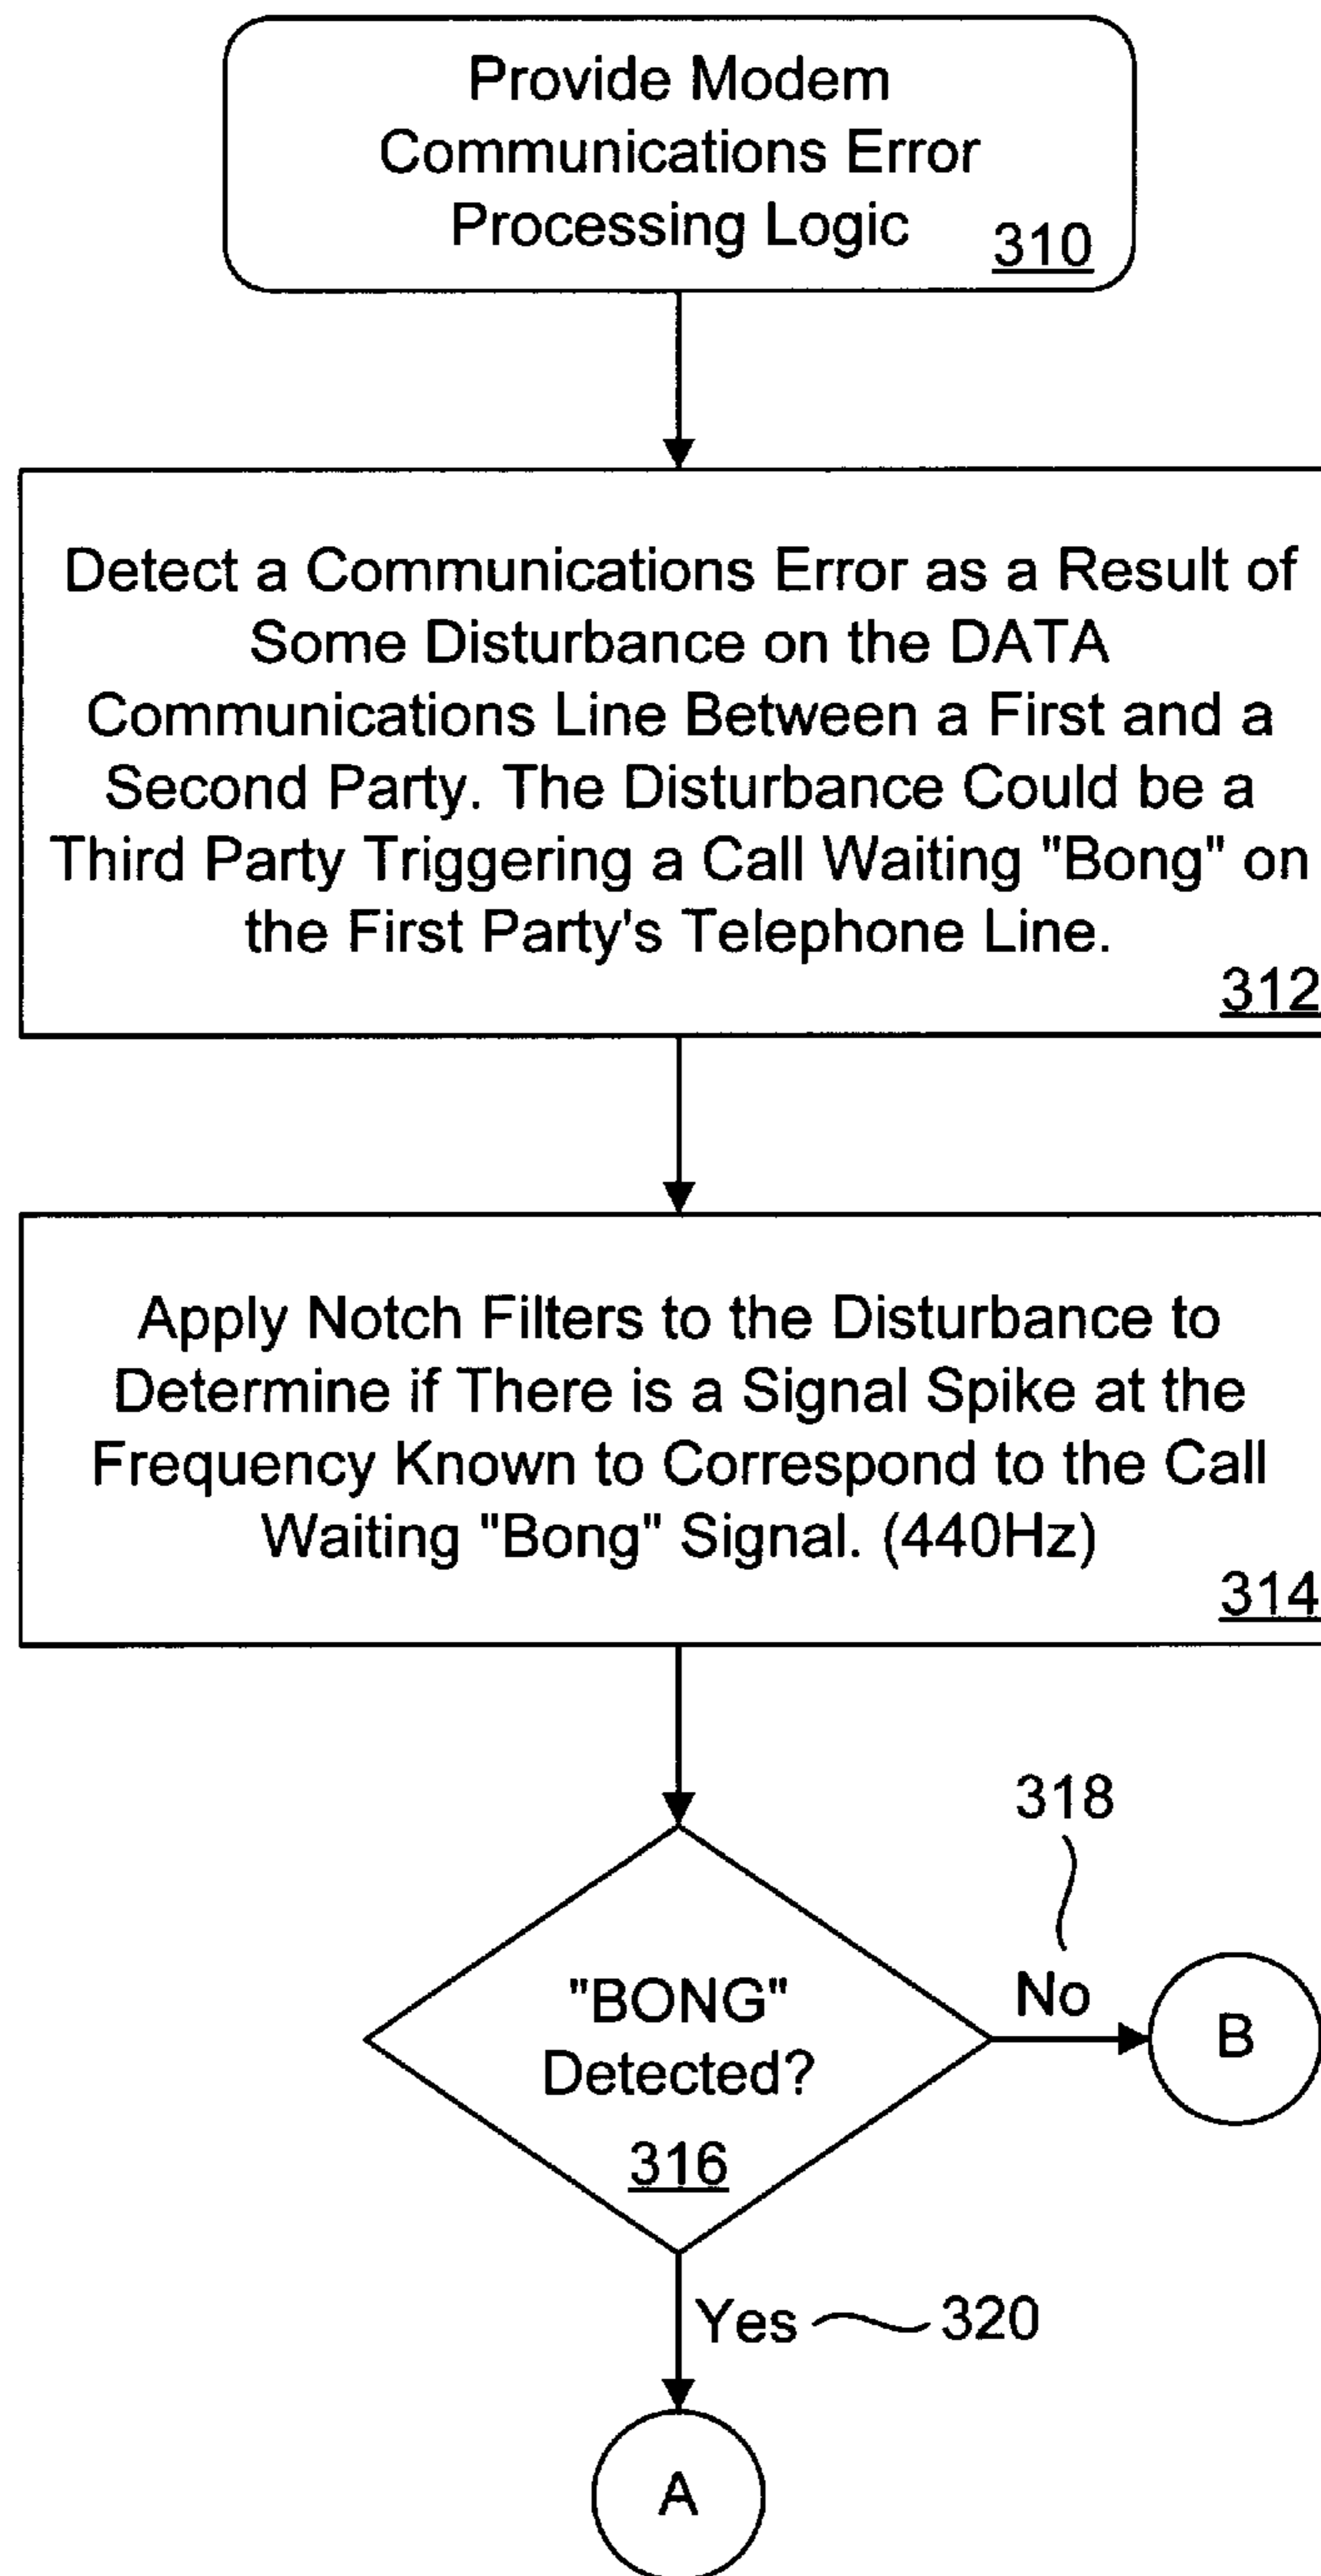 Provide Modem
Communications Error
Processing Logic
310
Detect a Communications Error as a Result of
Some Disturbance on the DATA
Communications Line Between a First and a
Second Party. The Disturbance Could be a
Third Party Triggering a Call Waiting "Bong" on
the First Party's Telephone Line.
312
Apply Notch Filters to the Disturbance to
Determine if There is a Signal Spike at the
Frequency Known to Correspond to the Call
Waiting "Bong" Signal. (440Hz)
314
318
"BONG"
Detected?
316
No
B
Yes
320
A